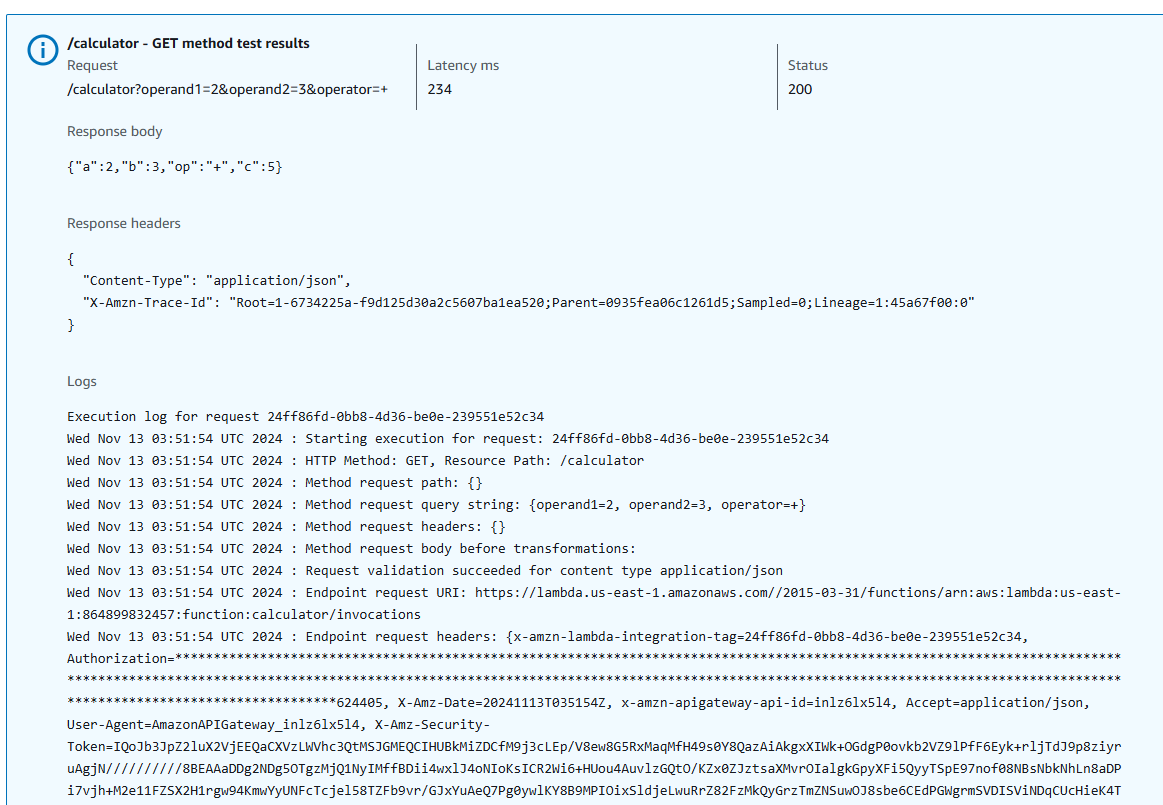 /calculator - GET method test results
Request
/calculator?operand1=2&operand2=3&operator=+
Latency ms
234
Status
200
Response body
{"a":2,"b":3,"op":"+","c":5}
Response headers
{
"Content-Type": "application/json",
"X-Amzn-Trace-Id": "Root=1-6734225a-f9d125d30a2c5607ba1ea520;Parent=0935fea06c1261d5;Sampled=0;Lineage=1:45a67f00:0"
}
Logs
Execution log for request 24ff86fd-0bb8-4d36-be0e-239551e52c34
Wed Nov 13 03:51:54 UTC 2024 : Starting execution for request: 24ff86fd-0bb8-4d36-be0e-239551e52c34
Wed Nov 13 03:51:54 UTC 2024 : HTTP Method: GET, Resource Path: /calculator
Wed Nov 13 03:51:54 UTC 2024 : Method request path: {}
Wed Nov 13 03:51:54 UTC 2024 : Method request query string: {operand1=2, operand2=3, operator=+}
Wed Nov 13 03:51:54 UTC 2024 : Method request headers: {}
Wed Nov 13 03:51:54 UTC 2024 : Method request body before transformations:
Wed Nov 13 03:51:54 UTC 2024 : Request validation succeeded for content type application/json
Wed Nov 13 03:51:54 UTC 2024 : Endpoint request URI: https://lambda.us-east-1.amazonaws.com//2015-03-31/functions/arn:aws:lambda:us-east-
1:864899832457:function:calculator/invocations
Wed Nov 13 03:51:54 UTC 2024 : Endpoint request headers: {x-amzn-lambda-integration-tag=24ff86fd-0bb8-4d36-be0e-239551e52c34,
Authorization=***************************************************************************************************************************
*****************************************************************************************************************************************
***********************************624405, X-Amz-Date=20241113T035154Z, x-amzn-apigateway-api-id=inlz6lx5l4, Accept=application/json,
User-Agent=AmazonAPIGateway_inlz6lx5l4, X-Amz-Security-
Token=IQoJb3JpZ2luX2VjEEQaCXVzLWVhc3QtMSJGMEQCIHUBkMiZDCfM9j3cLEp/V8ew8G5RxMaqMfH49s0Y8QazAiAkgxXIWk+OGdgP0ovkb2VZ9lPfF6Eyk+rljTdJ9p8ziyr
uAgjN//////////8BEAAaDDg2NDg5OTgzMjQ1NyIMffBDii4wxlJ4oNIoKsICR2Wi6+HUou4AuvlzGQtO/KZx0ZJztsaXMvrOIalgkGpyXFi5QyyTSpE97nof08NBsNbkNhLn8aDP
i7vjh+M2e11FZSX2H1rgw94KmwYyUNFcTcjel58TZFb9vr/GJxYuAeQ7Pg0ywlKY8B9MPIOixSldjeLwuRrZ82FzMkQyGrzTmZNSuwOJ8sbe6CEdPGWgrmSVDISViNDqCUcHieK4T